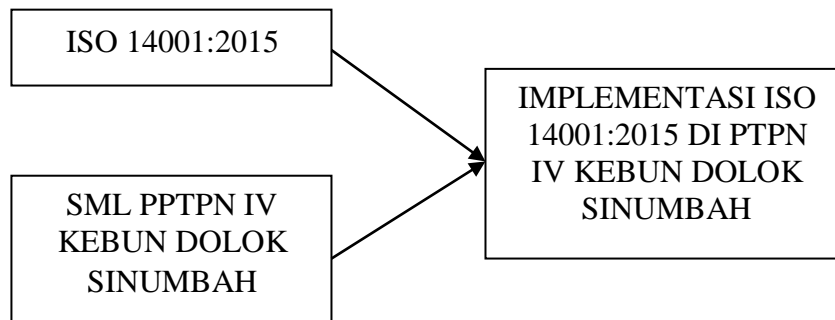 ISO 14001:2015
SML PPTPN IV
KEBUN DOLOK
SINUMBAH
IMPLEMENTASI ISO
14001:2015 DI PTPN
IV KEBUN DOLOK
SINUMBAH